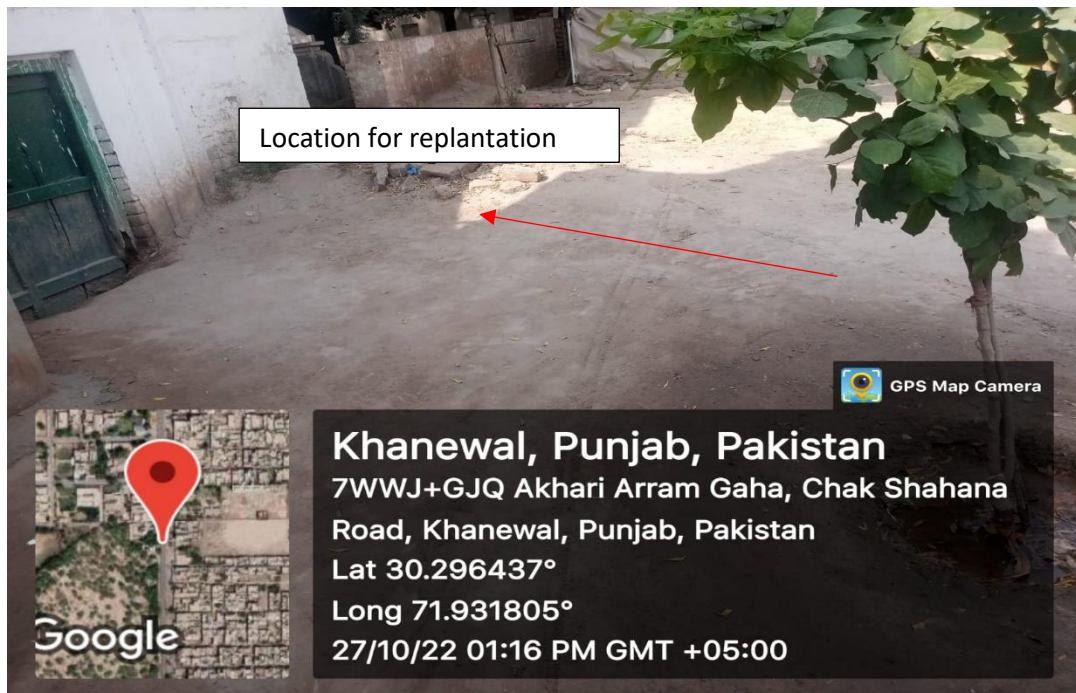 Location for replantation
GPS Map Camera
Khanewal, Punjab, Pakistan
7WWJ+GJQ Akhari Arram Gaha, Chak Shahana
Road, Khanewal, Punjab, Pakistan
Lat 30.296437°
Long 71.931805°
27/10/22 01:16 PM GMT +05:00
Google